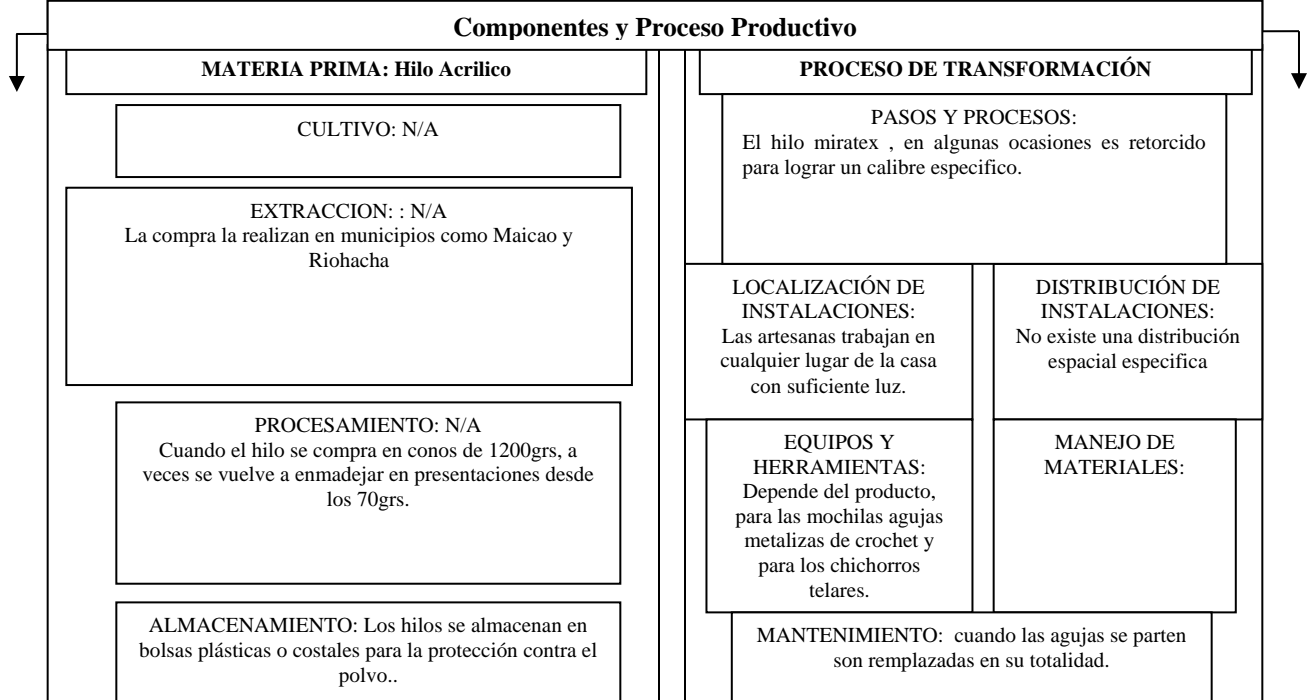 Componentes y Proceso Productivo
MATERIA PRIMA: Hilo Acrilico
CULTIVO: N/A
EXTRACCION: : N/A
La compra la realizan en municipios como Maicao y
Riohacha
PROCESAMIENTO: N/A
Cuando el hilo se compra en conos de 1200grs, a
veces se vuelve a enmadejar en presentaciones desde
los 70grs.
ALMACENAMIENTO: Los hilos se almacenan en
bolsas plásticas o costales para la protección contra el
polvo..
PROCESO DE TRANSFORMACIÓN
PASOS Y PROCESOS:
El hilo miratex , en algunas ocasiones es retorcido
para lograr un calibre especifico.
LOCALIZACIÓN DE
INSTALACIONES:
Las artesanas trabajan en
cualquier lugar de la casa
con suficiente luz.
DISTRIBUCIÓN DE
INSTALACIONES:
No existe una distribución
espacial especifica
EQUIPOS Y
HERRAMIENTAS:
Depende del producto,
para las mochilas agujas
metalizas de crochet y
para los chichorros
telares.
MANEJO DE
MATERIALES:
MANTENIMIENTO: cuando las agujas se parten
son remplazadas en su totalidad.